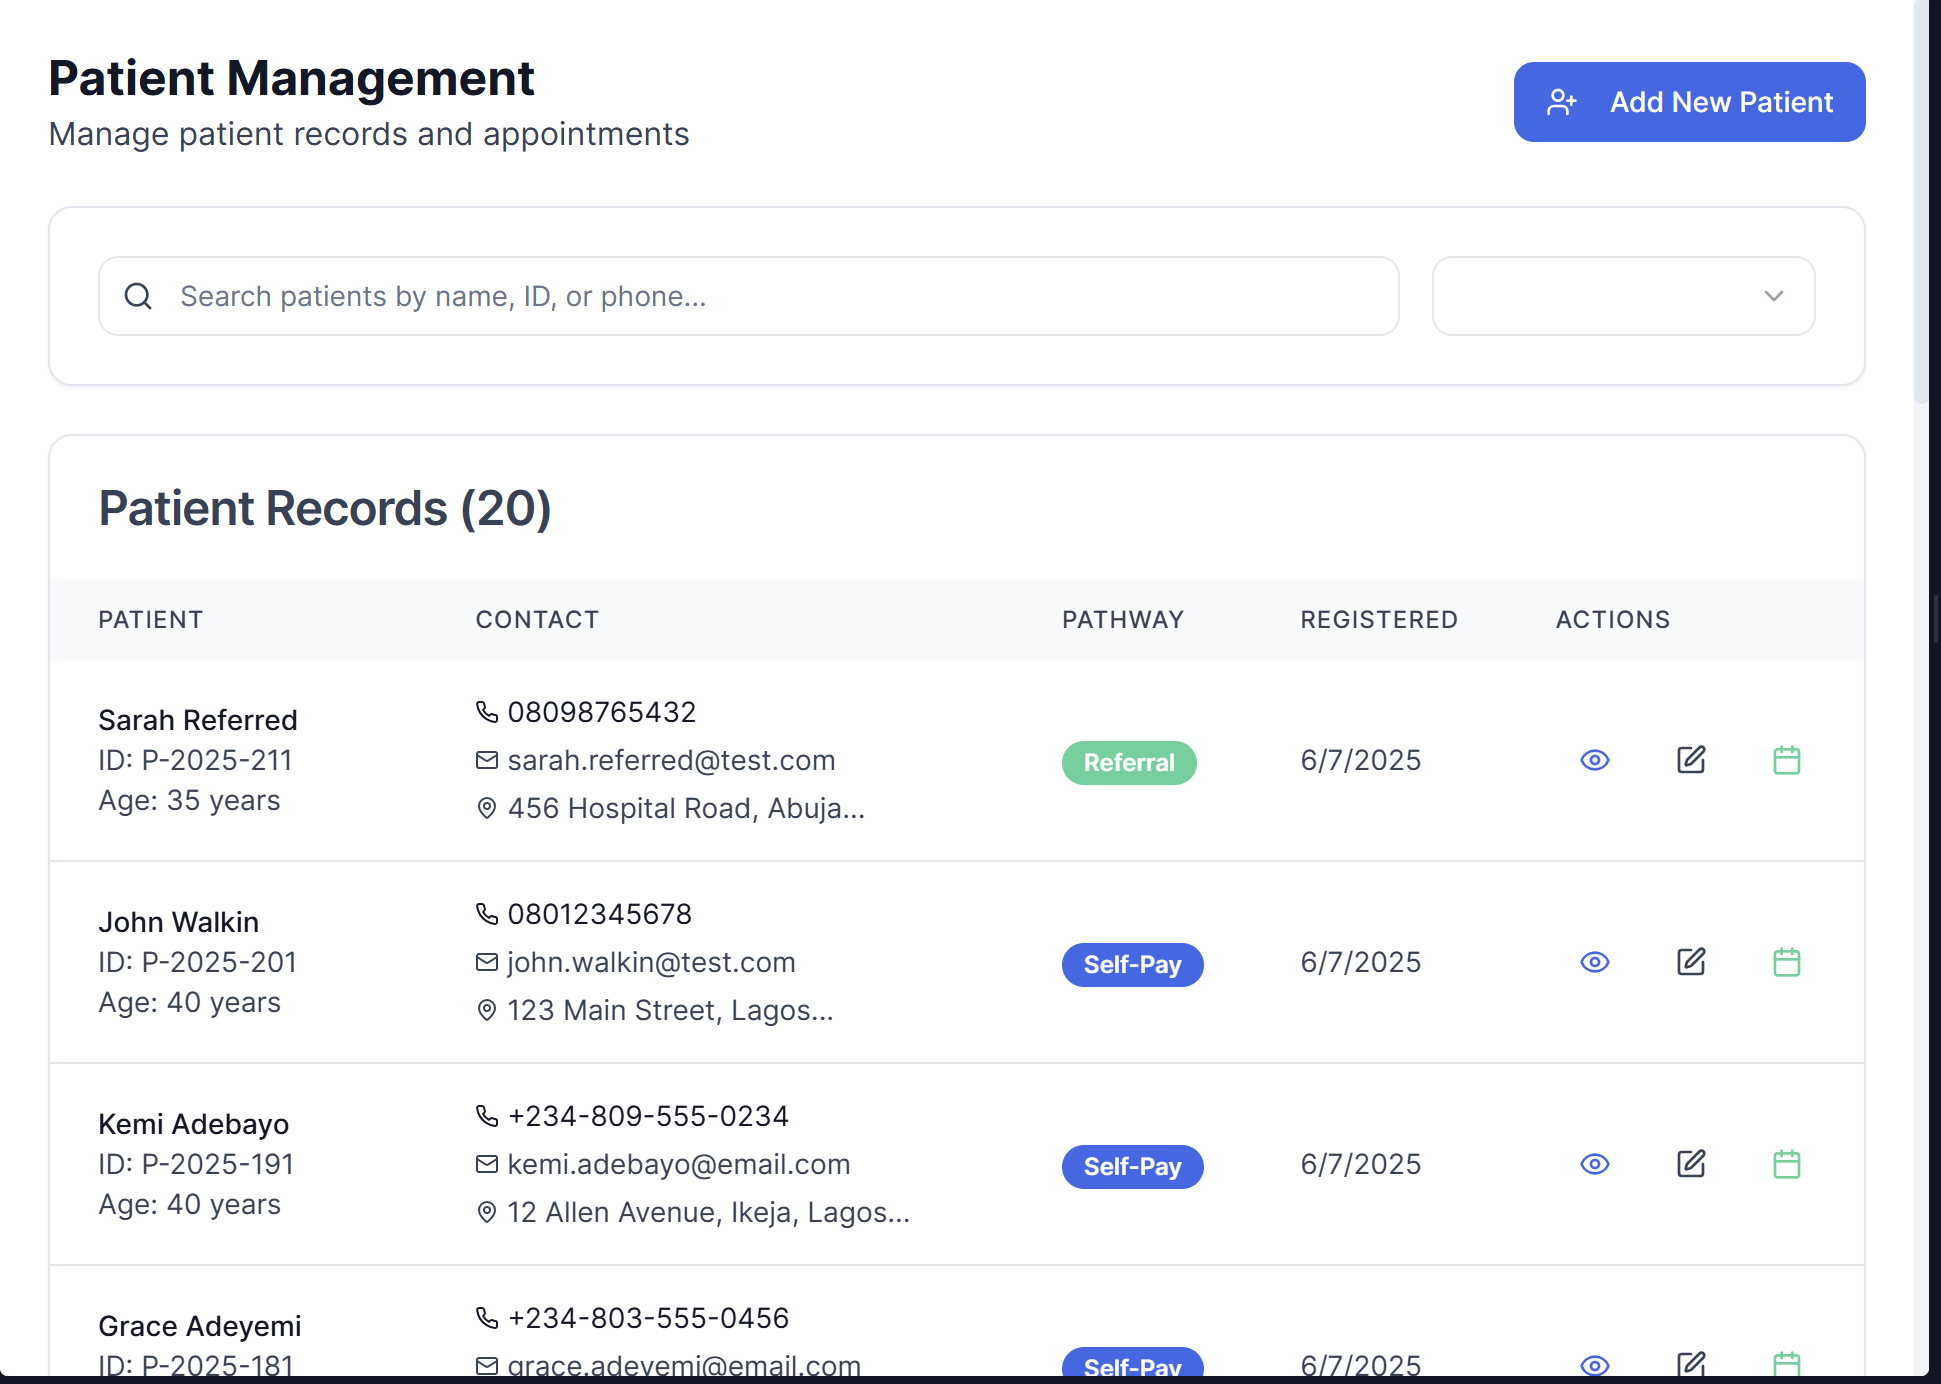 Patient Management
Manage patient records and appointments
Add New Patient
Search patients by name, ID, or phone...
Patient Records (20)
PATIENT CONTACT PATHWAY REGISTERED ACTIONS
Sarah Referred
ID: P-2025-211
Age: 35 years
08098765432
sarah.referred@test.com
456 Hospital Road, Abuja...
Referral
6/7/2025
John Walkin
ID: P-2025-201
Age: 40 years
08012345678
john.walkin@test.com
123 Main Street, Lagos...
Self-Pay
6/7/2025
Kemi Adebayo
ID: P-2025-191
Age: 40 years
+234-809-555-0234
kemi.adebayo@email.com
12 Allen Avenue, Ikeja, Lagos...
Self-Pay
6/7/2025
Grace Adeyemi
ID: P-2025-181
+234-803-555-0456
grace.adeyemi@email.com
Self-Pay
6/7/2025